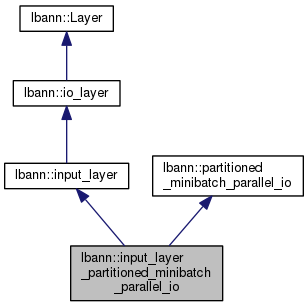 lbann::Layer
lbann::io_layer
lbann::input_layer
lbann::partitioned
_minibatch_parallel_io
lbann::input_layer
_partitioned_minibatch
_parallel_io